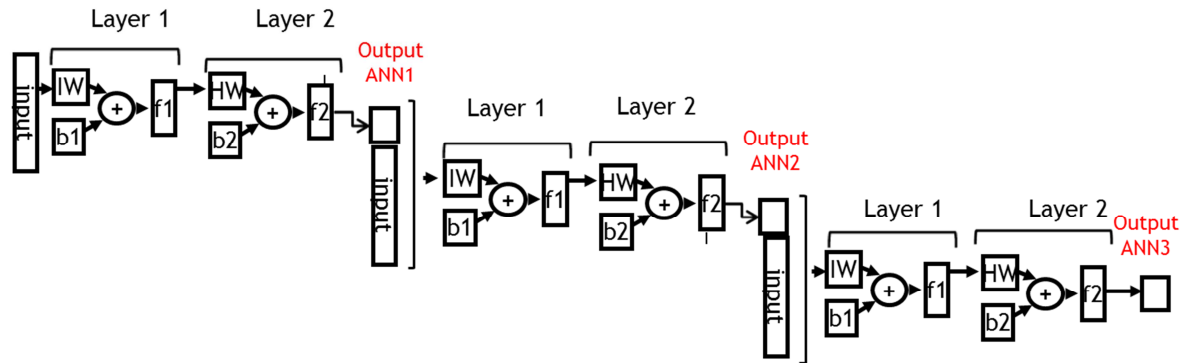 Layer 1
Layer 2
Output
ANN1
input
IW
b1
+
f1
HW
b2
+
f2
input
Layer 1
Layer 2
Output
ANN2
IW
b1
+
f1
HW
b2
+
f2
input
Layer 1
Layer 2
Output
ANN3
IW
b1
+
f1
HW
b2
+
f2